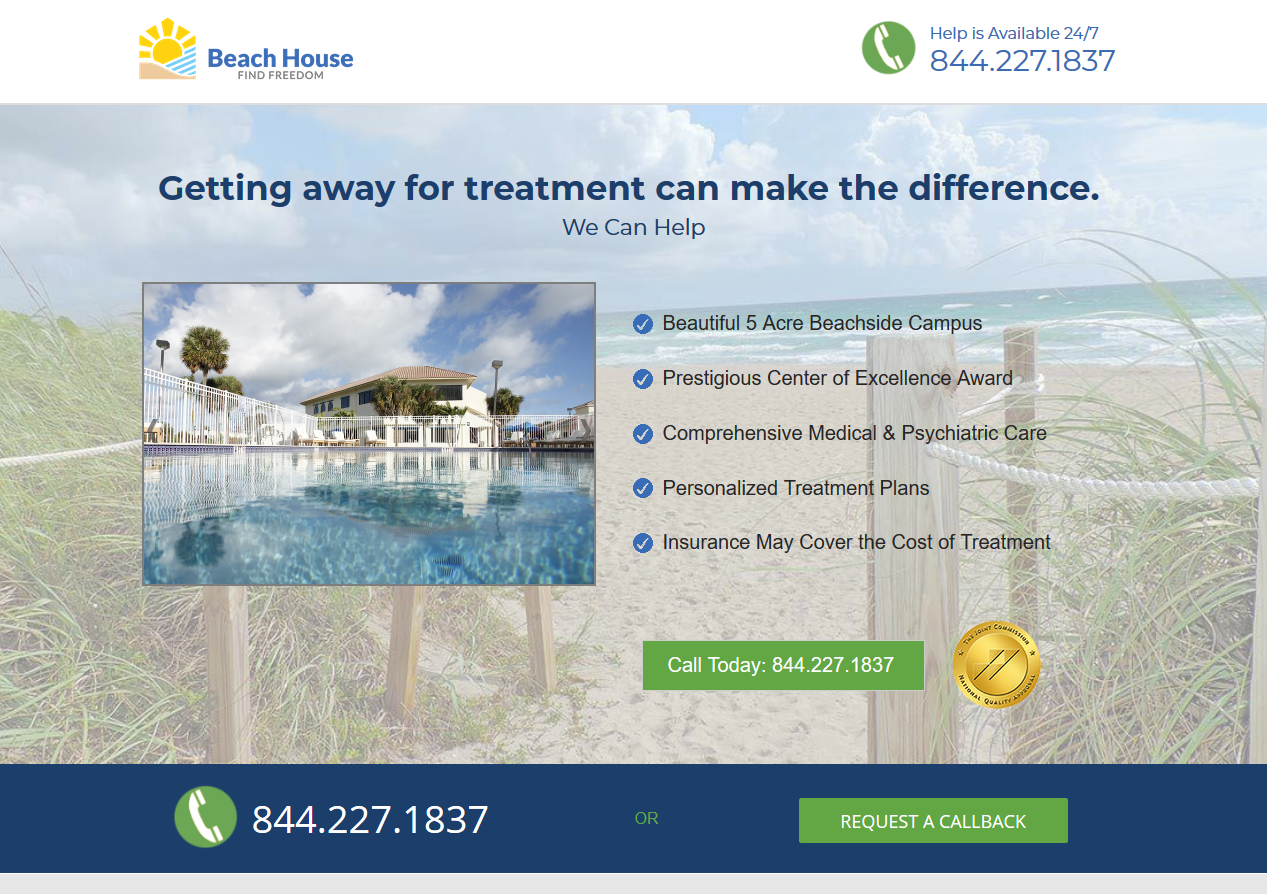 Beach House
FIND FREEDOM
Help is Available 24/7
844.227.1837
Getting away for treatment can make the difference.
We Can Help
Beautiful 5 Acre Beachside Campus
Prestigious Center of Excellence Award
Comprehensive Medical & Psychiatric Care
Personalized Treatment Plans
Insurance May Cover the Cost of Treatment
Call Today: 844.227.1837
The Joint Commission
National Quality Approval
844.227.1837
OR
REQUEST A CALLBACK